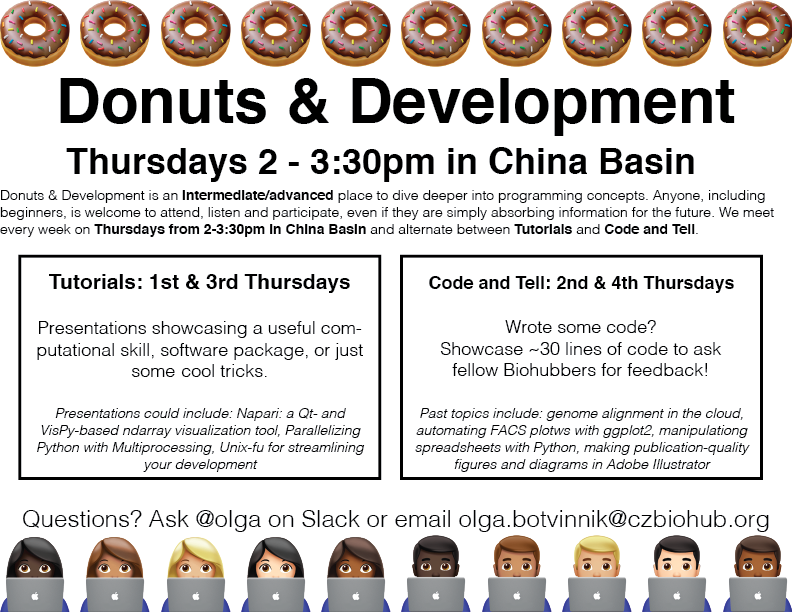 Donuts & Development
Thursdays 2 - 3:30pm in China Basin
Donuts & Development is an intermediate/advanced place to dive deeper into programming concepts. Anyone, including
beginners, is welcome to attend, listen and participate, even if they are simply absorbing information for the future. We meet
every week on Thursdays from 2-3:30pm in China Basin and alternate between Tutorials and Code and Tell.
Tutorials: 1st & 3rd Thursdays
Presentations showcasing a useful com-
putational skill, software package, or just
some cool tricks.
Presentations could include: Napari: a Qt- and
VisPy-based ndarray visualization tool, Parallelizing
Python with Multiprocessing, Unix-fu for streamlining
your development
Code and Tell: 2nd & 4th Thursdays
Wrote some code?
Showcase ~30 lines of code to ask
fellow Biohubbers for feedback!
Past topics include: genome alignment in the cloud,
automating FACS plotws with ggplot2, manipulationg
spreadsheets with Python, making publication-quality
figures and diagrams in Adobe Illustrator
Questions? Ask @olga on Slack or email olga.botvinnik@czbiohub.org